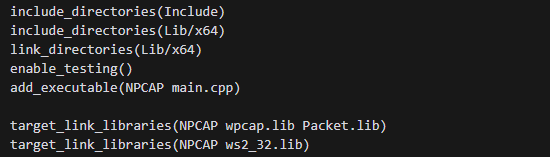 include_directories(Include)
include_directories(Lib/x64)
link_directories(Lib/x64)
enable_testing()
add_executable(NPCAP main.cpp)
target_link_libraries(NPCAP wpcap.lib Packet.lib)
target_link_libraries(NPCAP ws2_32.lib)